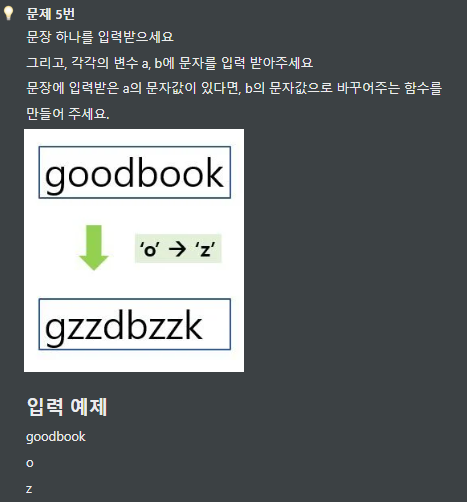 문제 5번
문장 하나를 입력받으세요
그리고, 각각의 변수 a, b에 문자를 입력 받아주세요
문장에 입력받은 a의 문자값이 있다면, b의 문자값으로 바꾸어주는 함수를
만들어 주세요.
goodbook
‘o’ → ‘z’
gzzdbzzk
입력 예제
goodbook
o
z